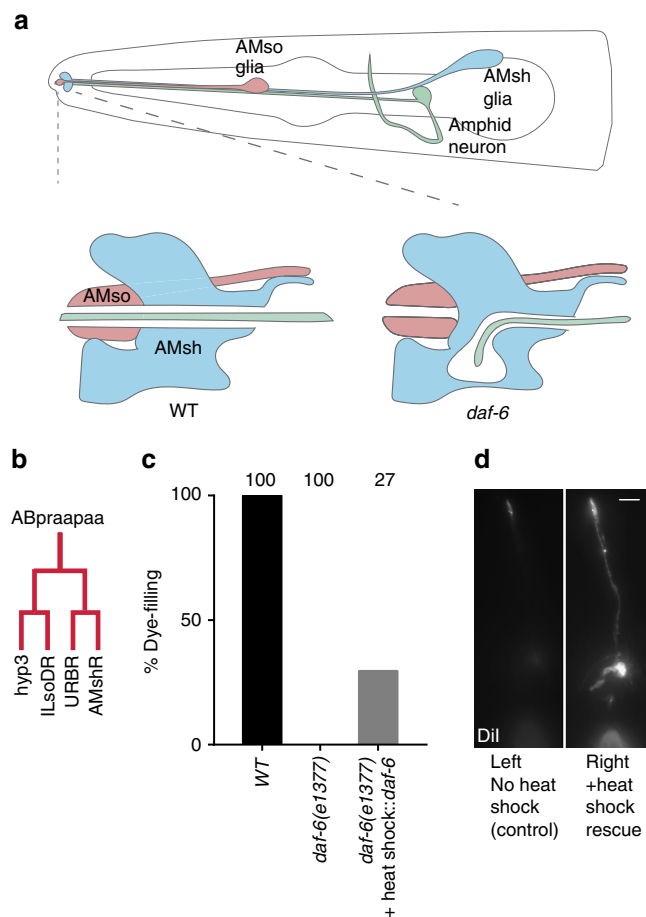 a
AMso
glia
AMsh
glia
Amphid
neuron
AMso
AMsh
WT
daf-6
b
ABpraapaa
hyp3
ILsoDR
URBR
AMshR
c
100 100 27
100
50
0
% Dye-filling
WT
daf-6(e1377)
daf-6(e1377)
+ heat shock::daf-6
d
DiI
Left
No heat
shock
(control)
Right
+heat
shock
rescue